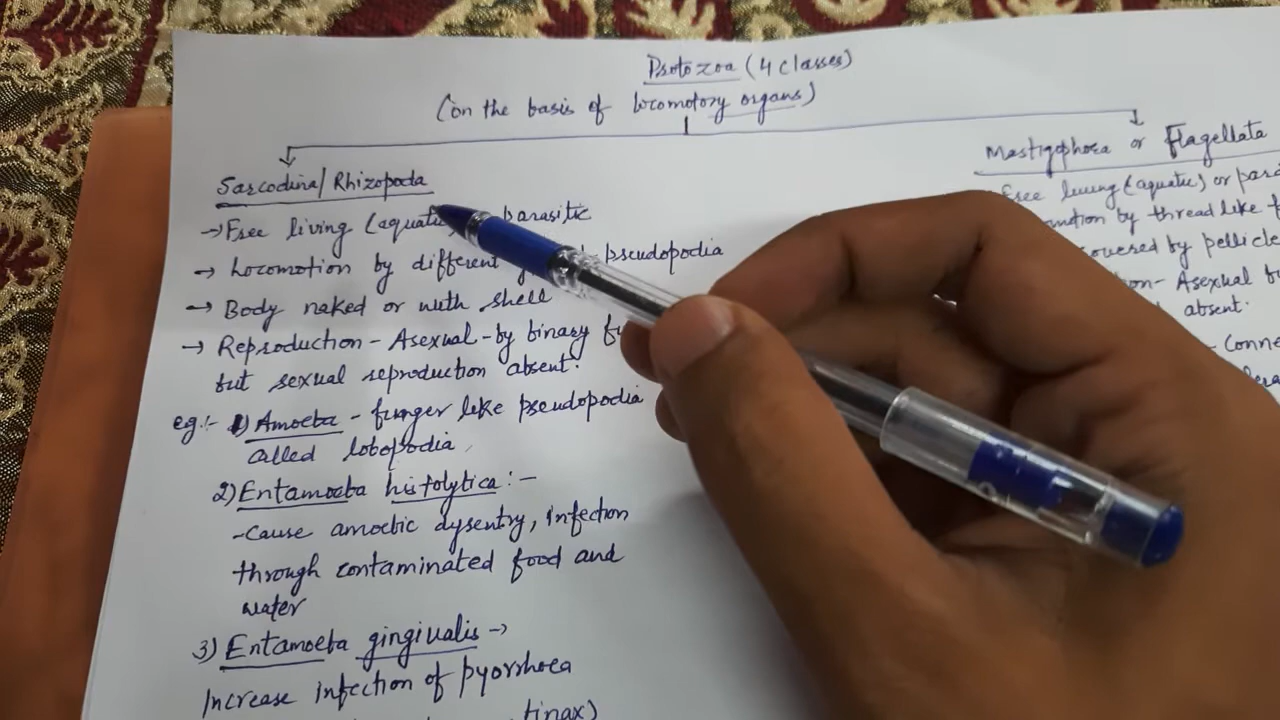 Protozoa (4 classes)
(on the basis of locomotory organs)
Sarcodina/Rhizopoda
→ Free living (aquatic parasitic
→ Locomotion by different pseudopodia
→ Body naked or with shell
→ Reproduction - Asexual - by binary
but sexual reproduction absent.
eg:- 1) Amoeba - finger like pseudopodia
called lobopodia
2) Entamoeba histolytica :-
- Cause amoebic dysentry, infection
through contaminated food and
water
3) Entamoeba gingivalis →
Increase infection of pyorrhoea
Mastigophora or Flagellata
free living (aquatic) or
by thread like
covered by pellicle
Asexual
absent.